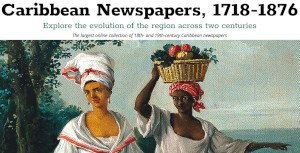 Caribbean Newspapers, 1718-1876
Explore the evolution of the region across two centuries
The largest online collection of 18th- and 19th-century Caribbean newspapers